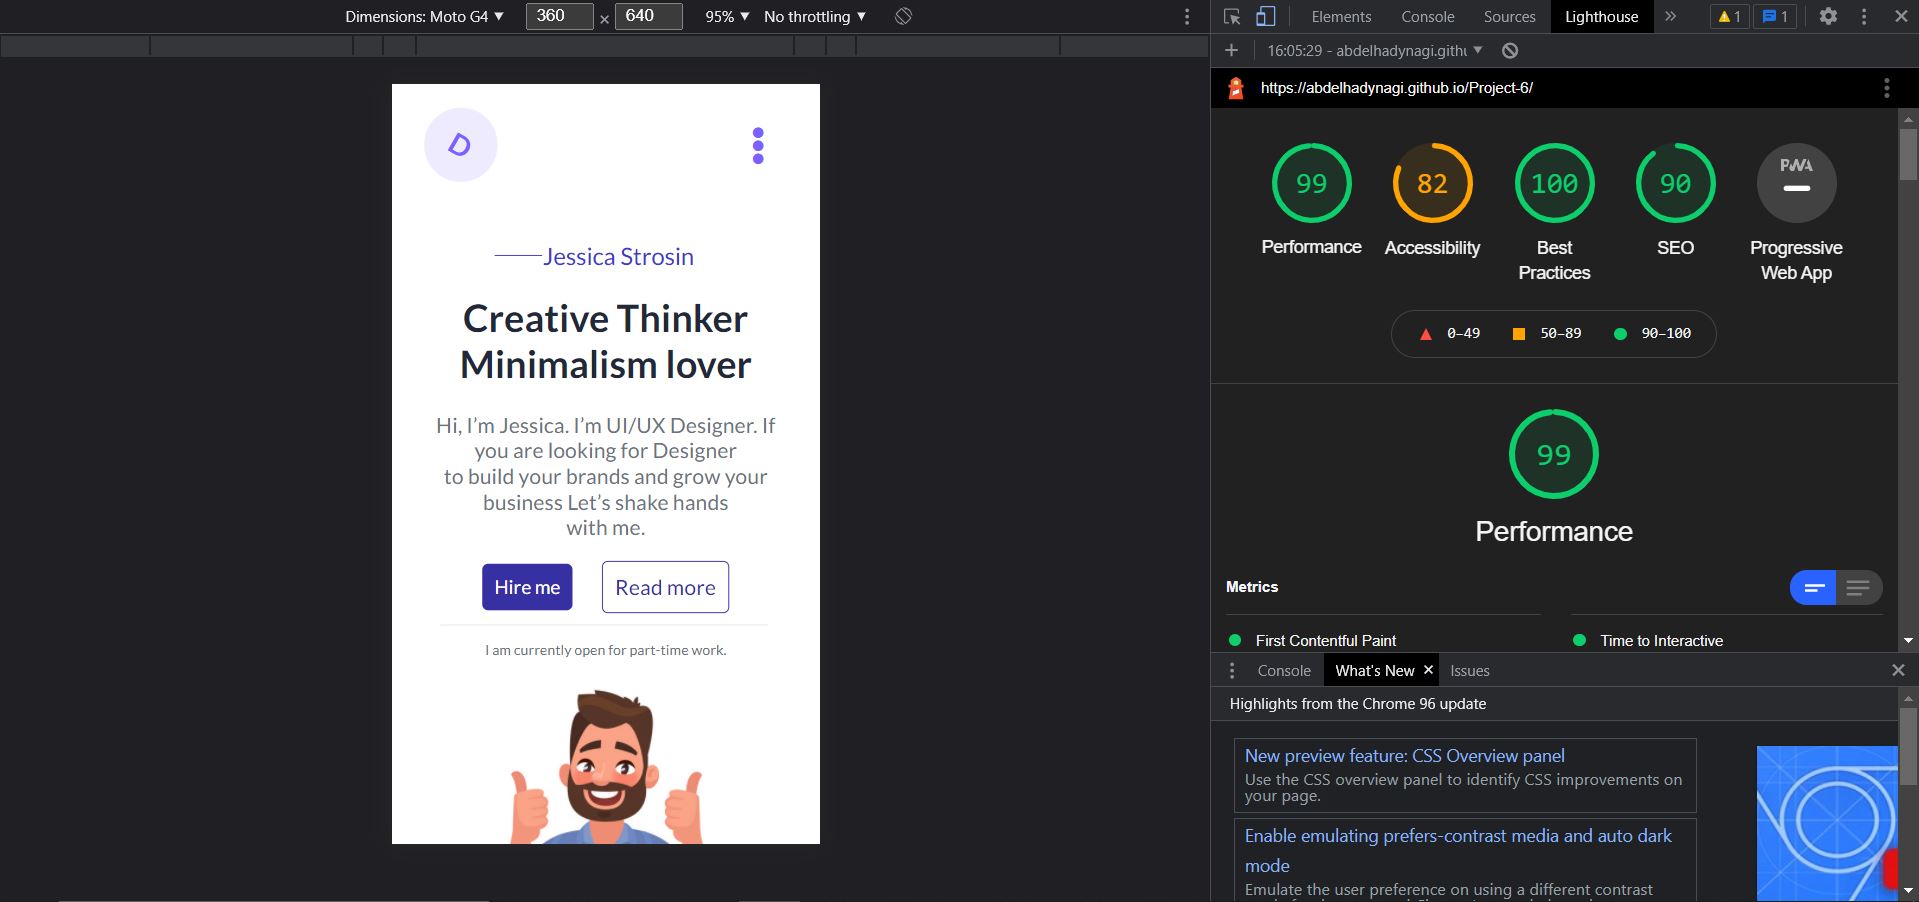 Dimensions: Moto G4 ▼ 360 × 640 95% ▼ No throttling ▼
D
Jessica Strosin
Creative Thinker
Minimalism lover
Hi, I’m Jessica. I’m UI/UX Designer. If
you are looking for Designer
to build your brands and grow your
business Let’s shake hands
with me.
Hire me Read more
I am currently open for part-time work.
Elements Console Sources Lighthouse » 1 1
16:05:29 - abdelhadynagi.githu ▼
https://abdelhadynagi.github.io/Project-6/
99 82 100 90 PWA
Performance Accessibility Best Practices SEO Progressive Web App
0–49 50–89 90–100
99
Performance
Metrics
First Contentful Paint Time to Interactive
Console What's New × Issues
Highlights from the Chrome 96 update
New preview feature: CSS Overview panel
Use the CSS overview panel to identify CSS improvements on
your page.
Enable emulating prefers-contrast media and auto dark
mode
Emulate the user preference on using a different contrast